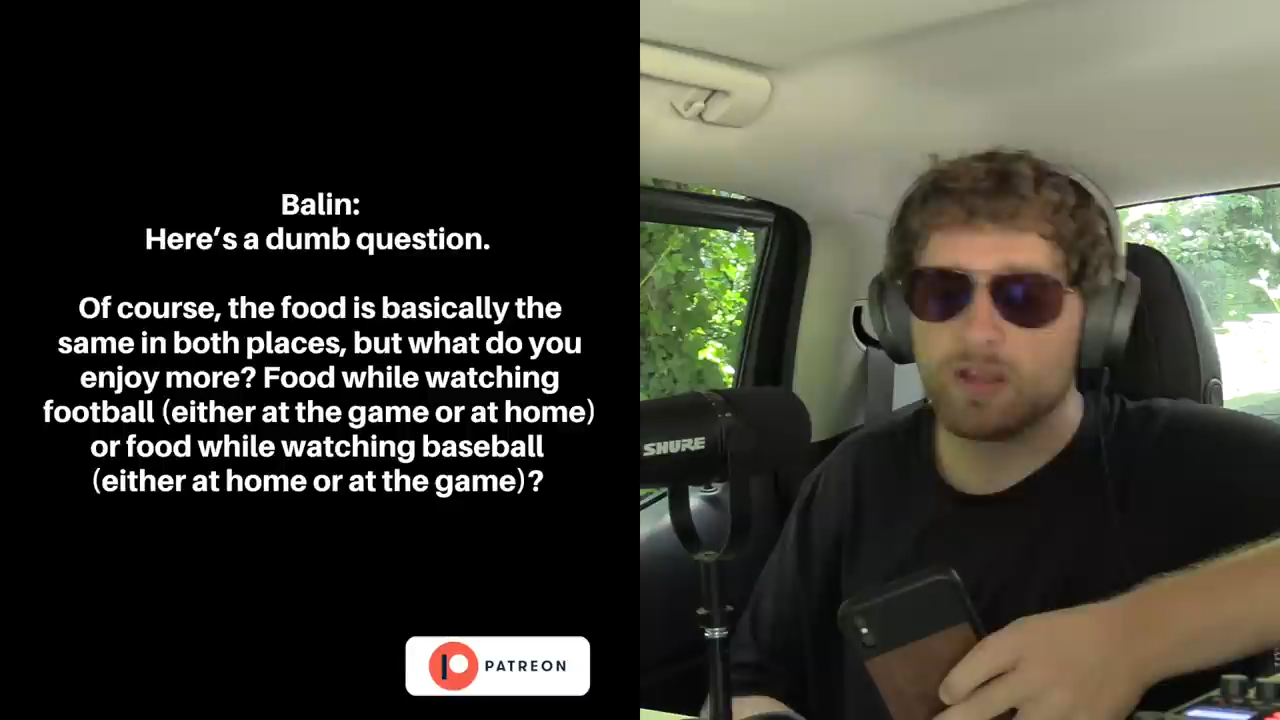 Balin:
Here's a dumb question.
Of course, the food is basically the
same in both places, but what do you
enjoy more? Food while watching
football (either at the game or at home)
or food while watching baseball
(either at home or at the game)?
PATREON
SHURE